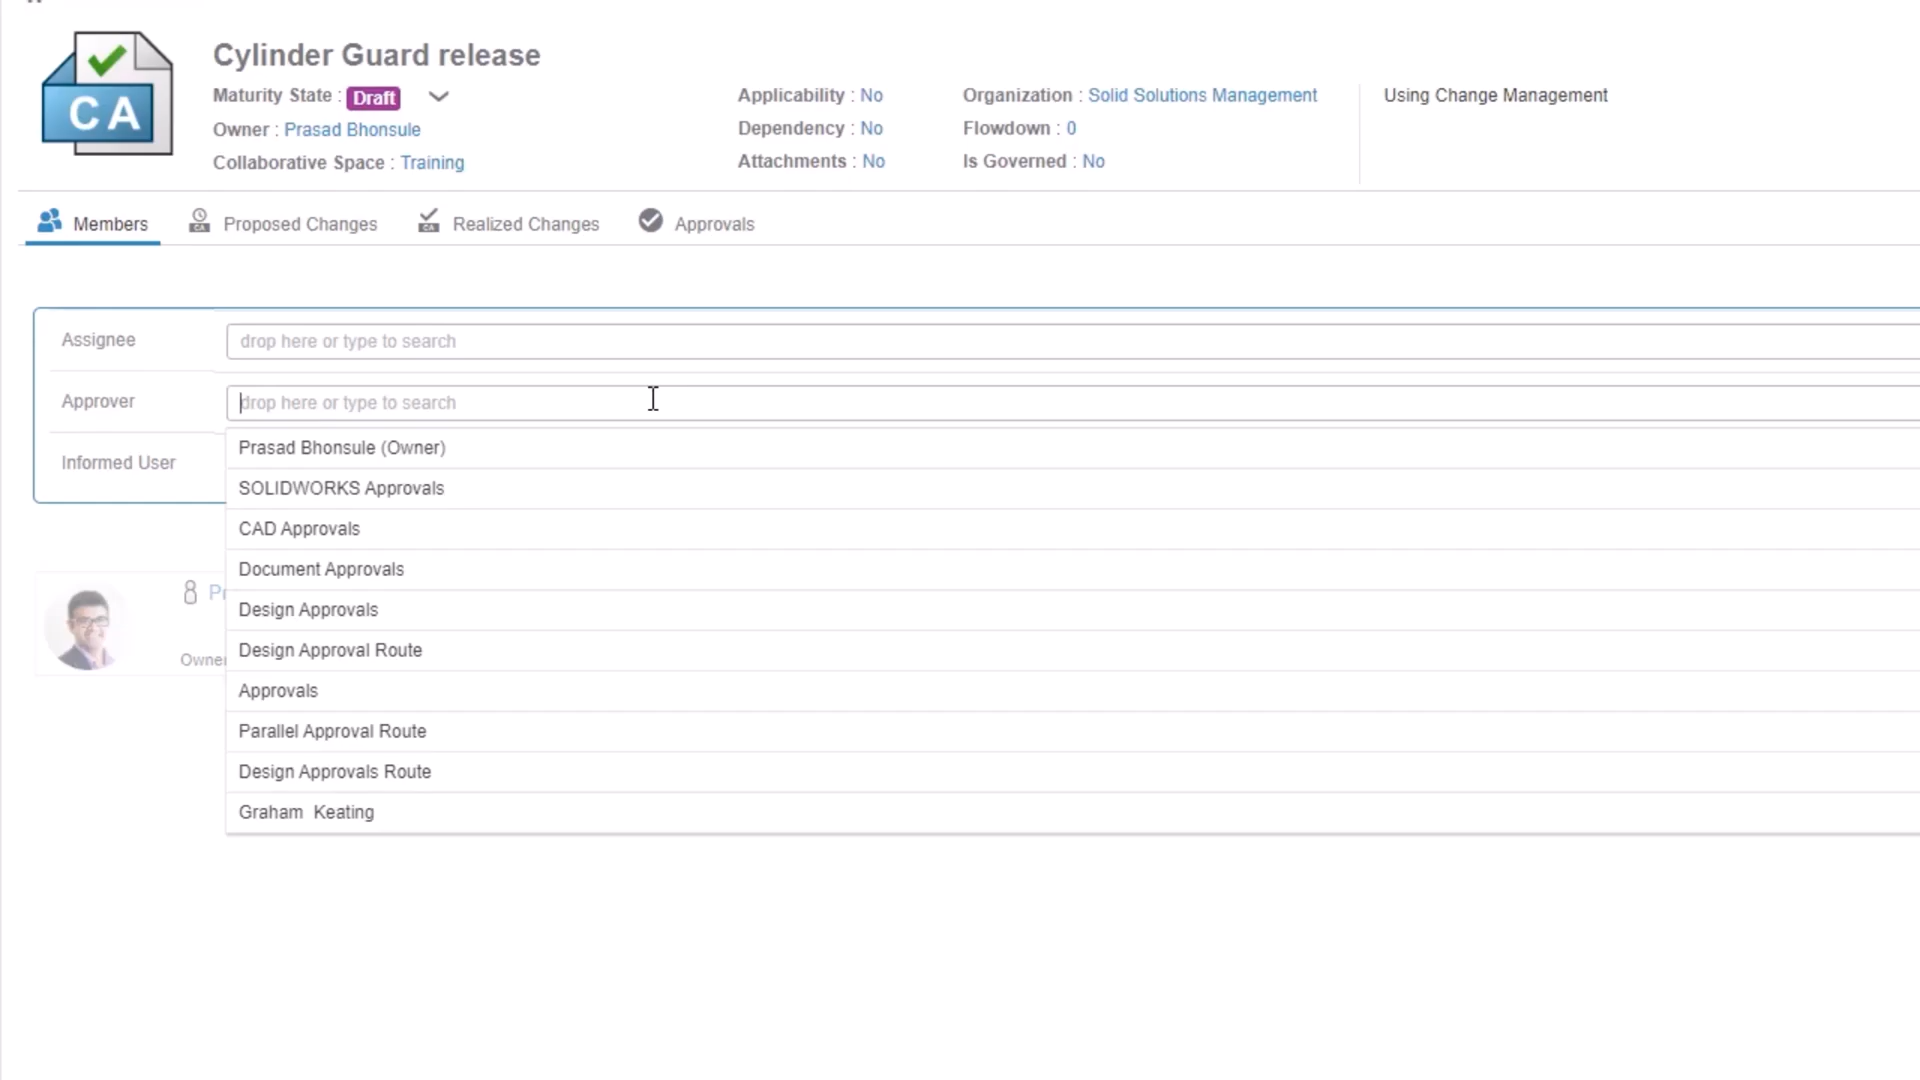 Cylinder Guard release
Maturity State : Draft
Owner : Prasad Bhonsule
Collaborative Space : Training
Applicability : No
Dependency : No
Attachments : No
Organization : Solid Solutions Management
Flowdown : 0
Is Governed : No
Using Change Management
CA
Members
Proposed Changes
Realized Changes
Approvals
Assignee
drop here or type to search
Approver
drop here or type to search
Informed User
Prasad Bhonsule (Owner)
SOLIDWORKS Approvals
CAD Approvals
Document Approvals
Design Approvals
Design Approval Route
Approvals
Parallel Approval Route
Design Approvals Route
Graham  Keating
Pr
Owner